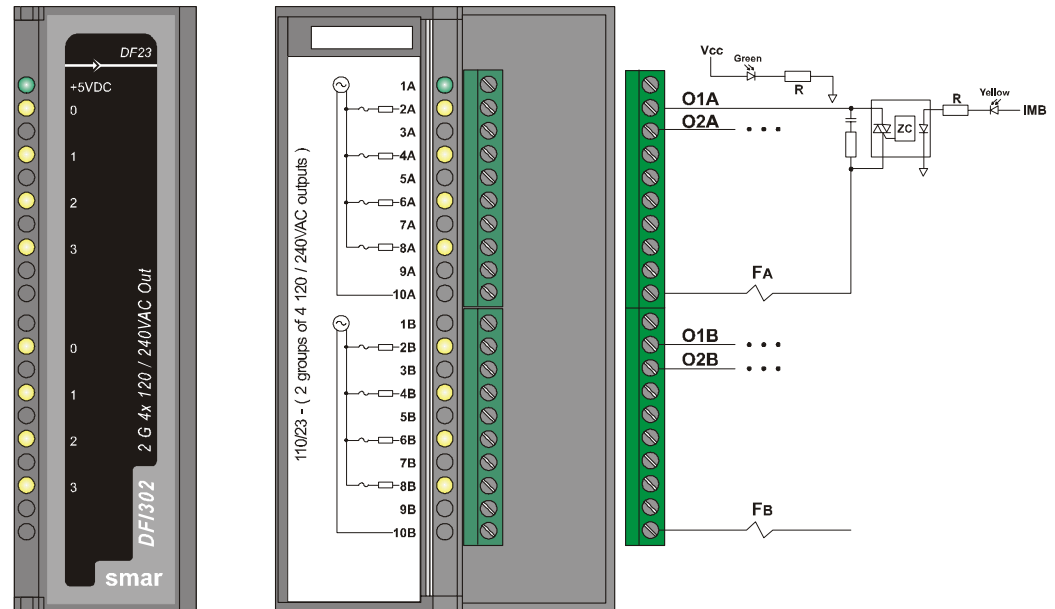 DF23
+5VDC
0
1
2
3
0
1
2
3
2 G 4x 120 / 240VAC Out
DFI302
smar
110/23 - ( 2 groups of 4 120 / 240VAC outputs )
1A
2A
3A
4A
5A
6A
7A
8A
9A
10A
1B
2B
3B
4B
5B
6B
7B
8B
9B
10B
Vcc
Green
R
O1A
O2A
ZC
R
Yellow
IMB
FA
O1B
O2B
FB